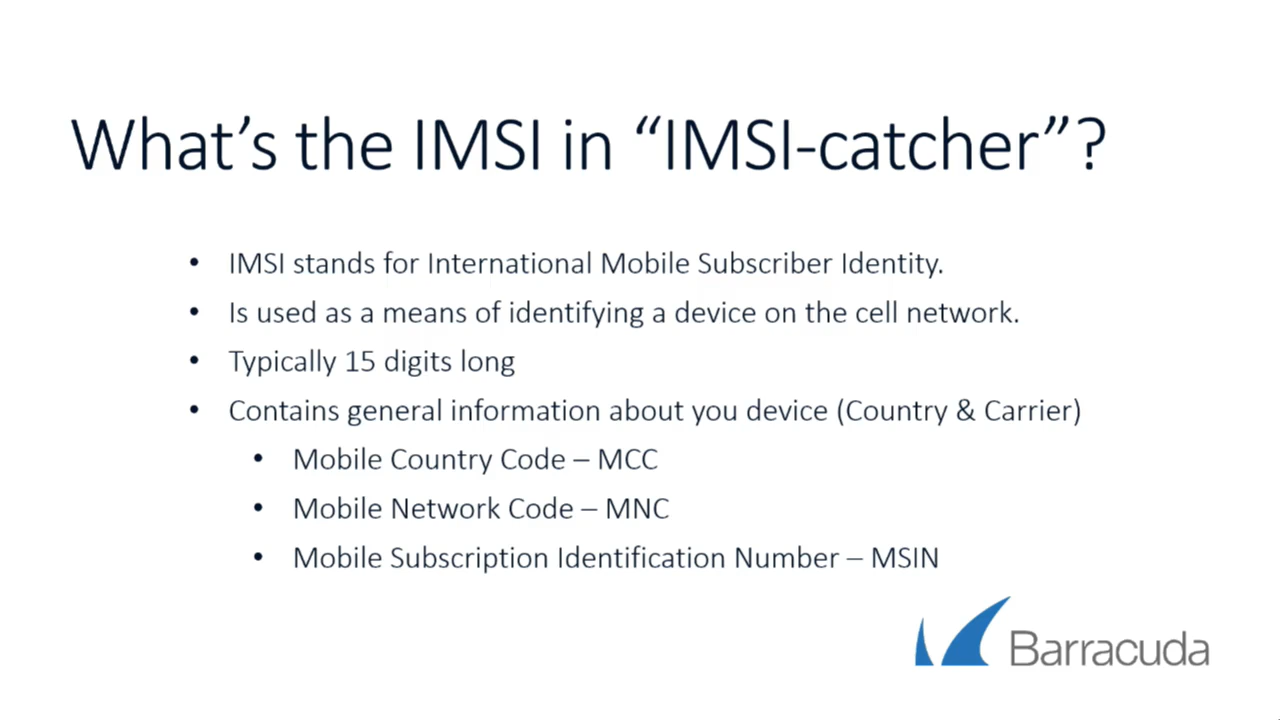 What’s the IMSI in “IMSI-catcher”?
• IMSI stands for International Mobile Subscriber Identity.
• Is used as a means of identifying a device on the cell network.
• Typically 15 digits long
• Contains general information about you device (Country & Carrier)
• Mobile Country Code – MCC
• Mobile Network Code – MNC
• Mobile Subscription Identification Number – MSIN
Barracuda